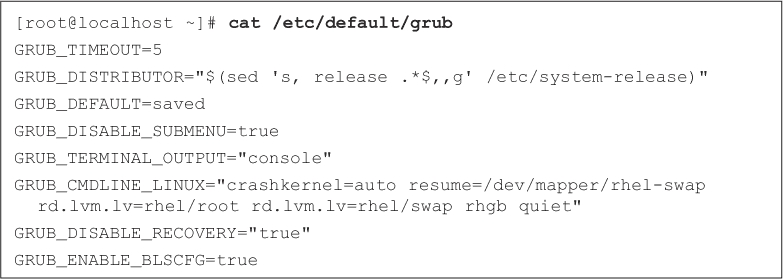 [root@localhost ~]# cat /etc/default/grub
GRUB_TIMEOUT=5
GRUB_DISTRIBUTOR="$(sed 's, release .*$,,g' /etc/system-release)"
GRUB_DEFAULT=saved
GRUB_DISABLE_SUBMENU=true
GRUB_TERMINAL_OUTPUT="console"
GRUB_CMDLINE_LINUX="crashkernel=auto resume=/dev/mapper/rhel-swap
rd.lvm.lv=rhel/root rd.lvm.lv=rhel/swap rhgb quiet"
GRUB_DISABLE_RECOVERY="true"
GRUB_ENABLE_BLSCFG=true